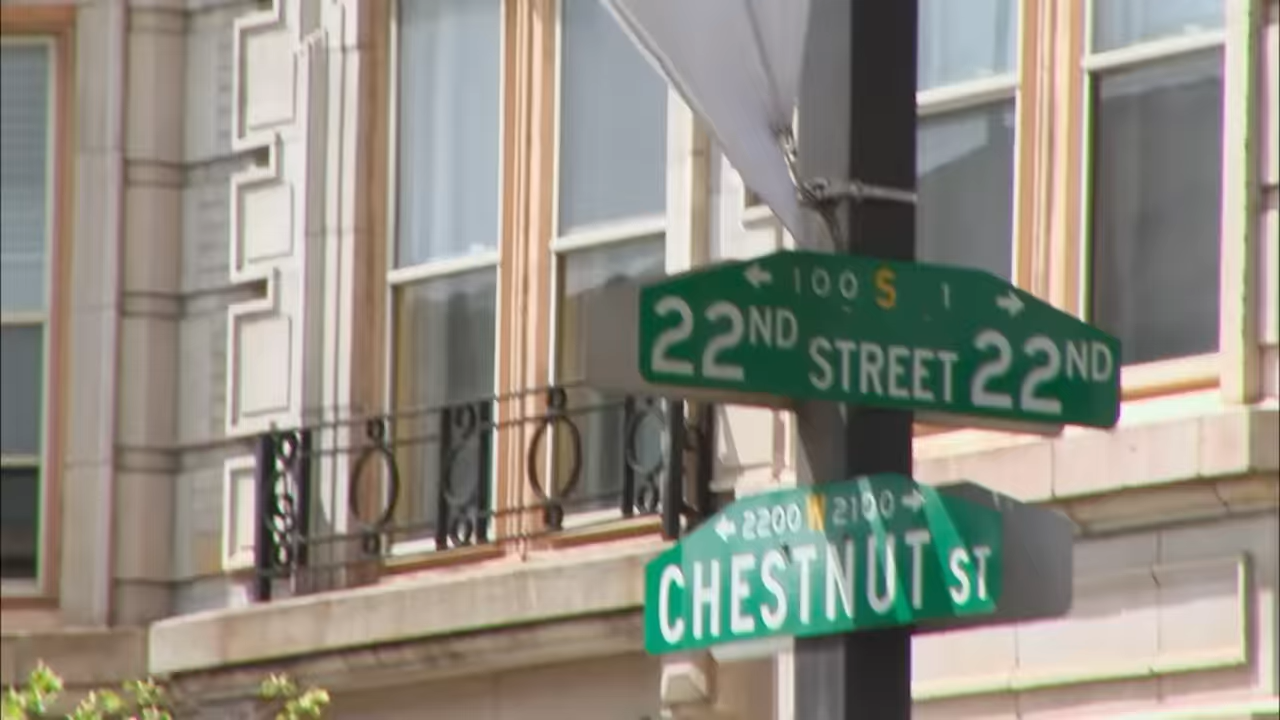 ← 100 S 1 →
22ND STREET 22ND
← 2200 W 2100 →
CHESTNUT ST